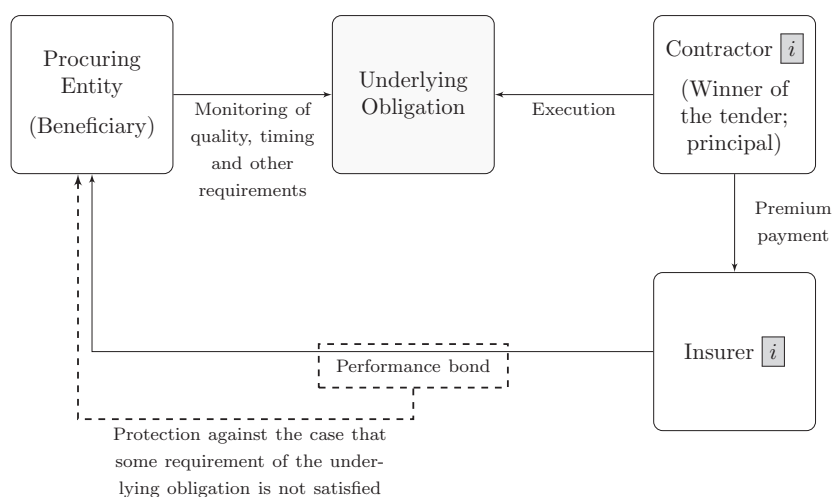 Procuring
Entity
(Beneficiary)
Monitoring of
quality, timing
and other
requirements
Underlying
Obligation
Execution
Contractor i
(Winner of
the tender;
principal)
Premium
payment
Insurer i
Performance bond
Protection against the case that
some requirement of the under-
lying obligation is not satisfied